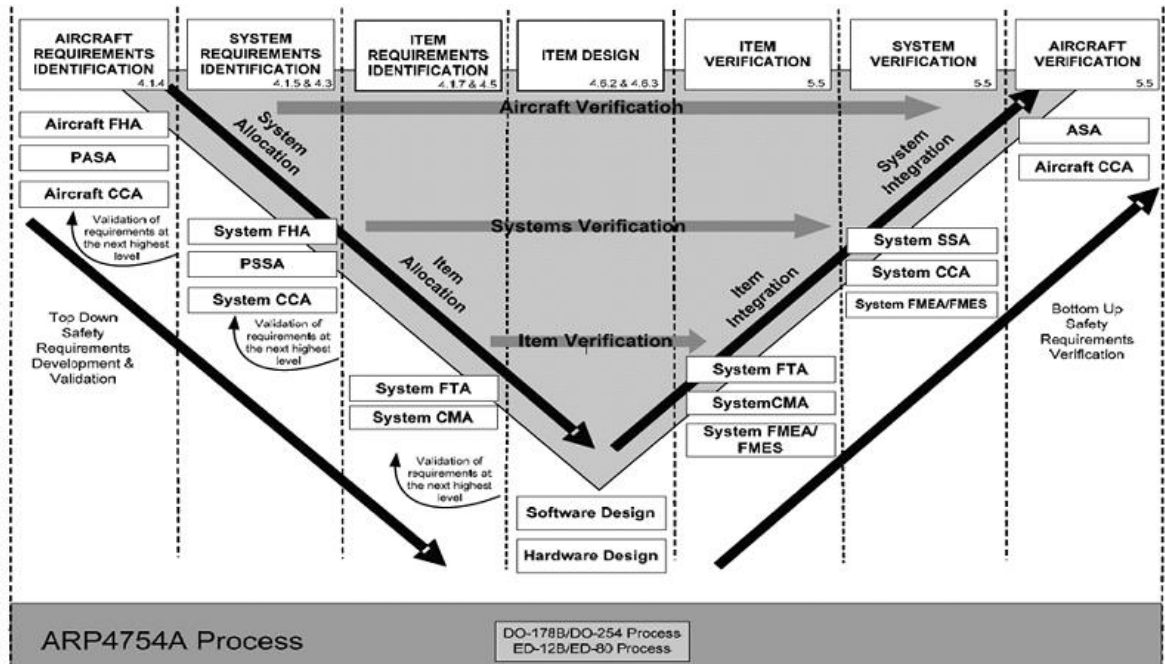 AIRCRAFT
REQUIREMENTS
IDENTIFICATION
4.1.4
SYSTEM
REQUIREMENTS
IDENTIFICATION
4.1.5 & 4.3
ITEM
REQUIREMENTS
IDENTIFICATION
4.1.7 & 4.5
ITEM DESIGN
4.6.2 & 4.6.3
ITEM
VERIFICATION
5.5
SYSTEM
VERIFICATION
5.5
AIRCRAFT
VERIFICATION
5.5
Aircraft FHA
PASA
Aircraft CCA
Validation of
requirements at
the next highest
level
Top Down
Safety
Requirements
Development &
Validation
System
Allocation
System FHA
PSSA
System CCA
Validation of
requirements at
the next highest
level
Item
Allocation
System FTA
System CMA
Validation of
requirements at
the next highest
level
Aircraft Verification
Systems Verification
Item Verification
Software Design
Hardware Design
Item
Integration
System FTA
SystemCMA
System FMEA/
FMES
System
Integration
System SSA
System CCA
System FMEA/FMES
ASA
Aircraft CCA
Bottom Up
Safety
Requirements
Verification
ARP4754A Process
DO-178B/DO-254 Process
ED-12B/ED-80 Process